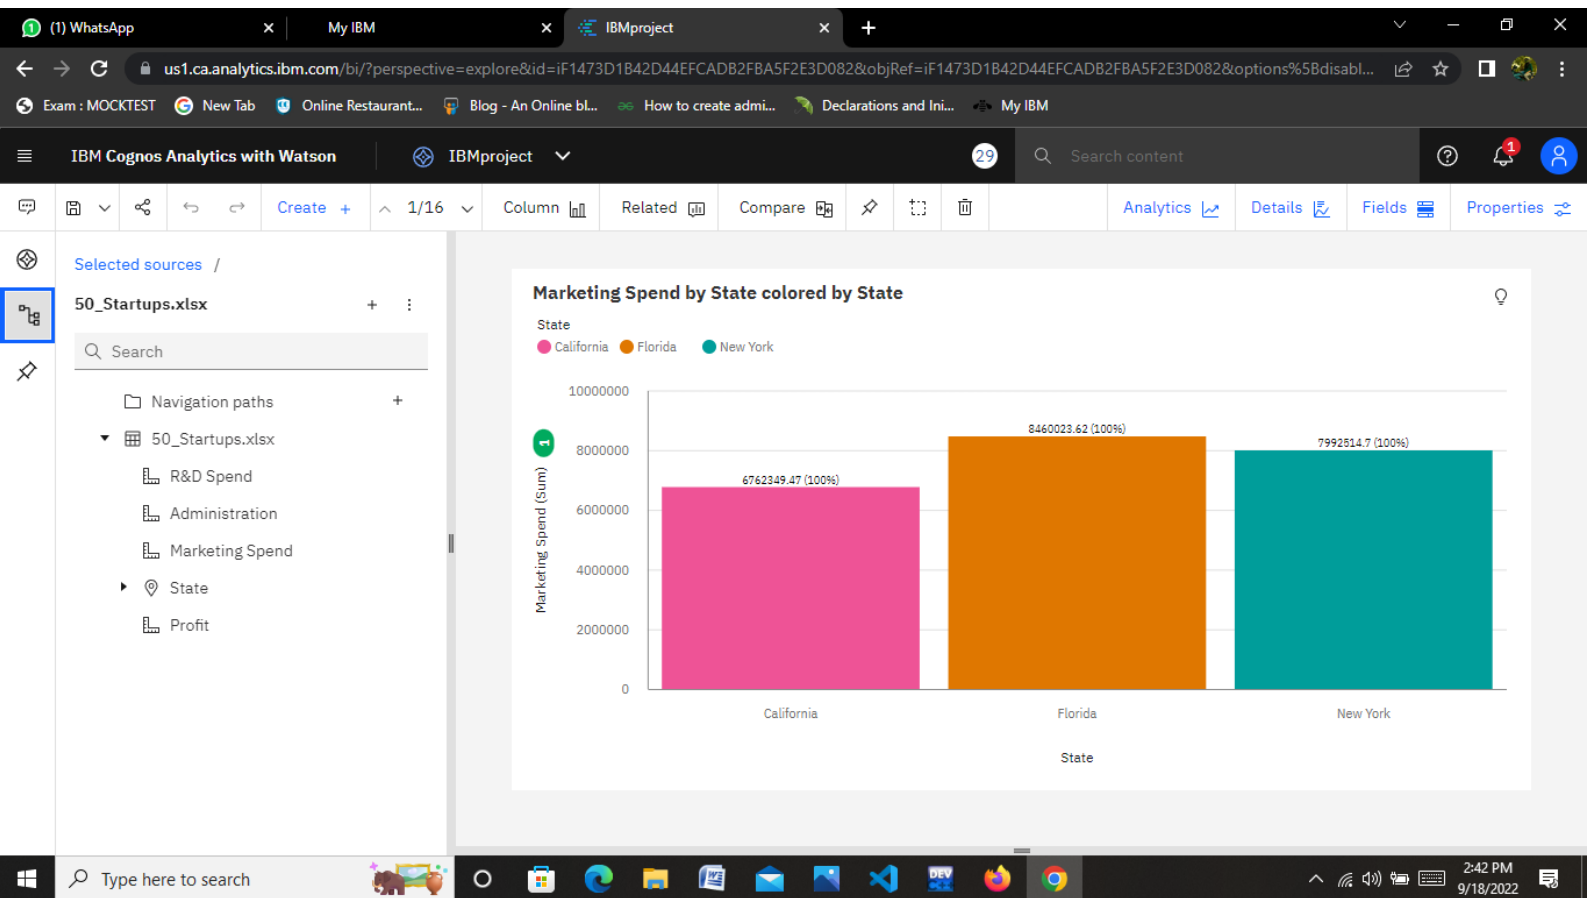 (1) WhatsApp
My IBM
IBMproject
us1.ca.analytics.ibm.com/bi/?perspective=explore&id=iF1473D1B42D44EFCADB2FBA5F2E3D082&objRef=iF1473D1B42D44EFCADB2FBA5F2E3D082&options%5Bdisabl...
Exam : MOCKTEST New Tab Online Restaurant... Blog - An Online bl... How to create admi... Declarations and Ini... My IBM
IBM Cognos Analytics with Watson IBMproject 29 Search content 1
Create + 1/16 Column Related Compare Analytics Details Fields Properties
Selected sources /
50_Startups.xlsx
Search
Navigation paths
50_Startups.xlsx
R&D Spend
Administration
Marketing Spend
State
Profit
Marketing Spend by State colored by State
State
California Florida New York
10000000
8000000
6000000
4000000
2000000
0
Marketing Spend (Sum) 1
6762349.47 (100%)
8460023.62 (100%)
7992514.7 (100%)
California Florida New York
State
Type here to search
DEV
2:42 PM
9/18/2022